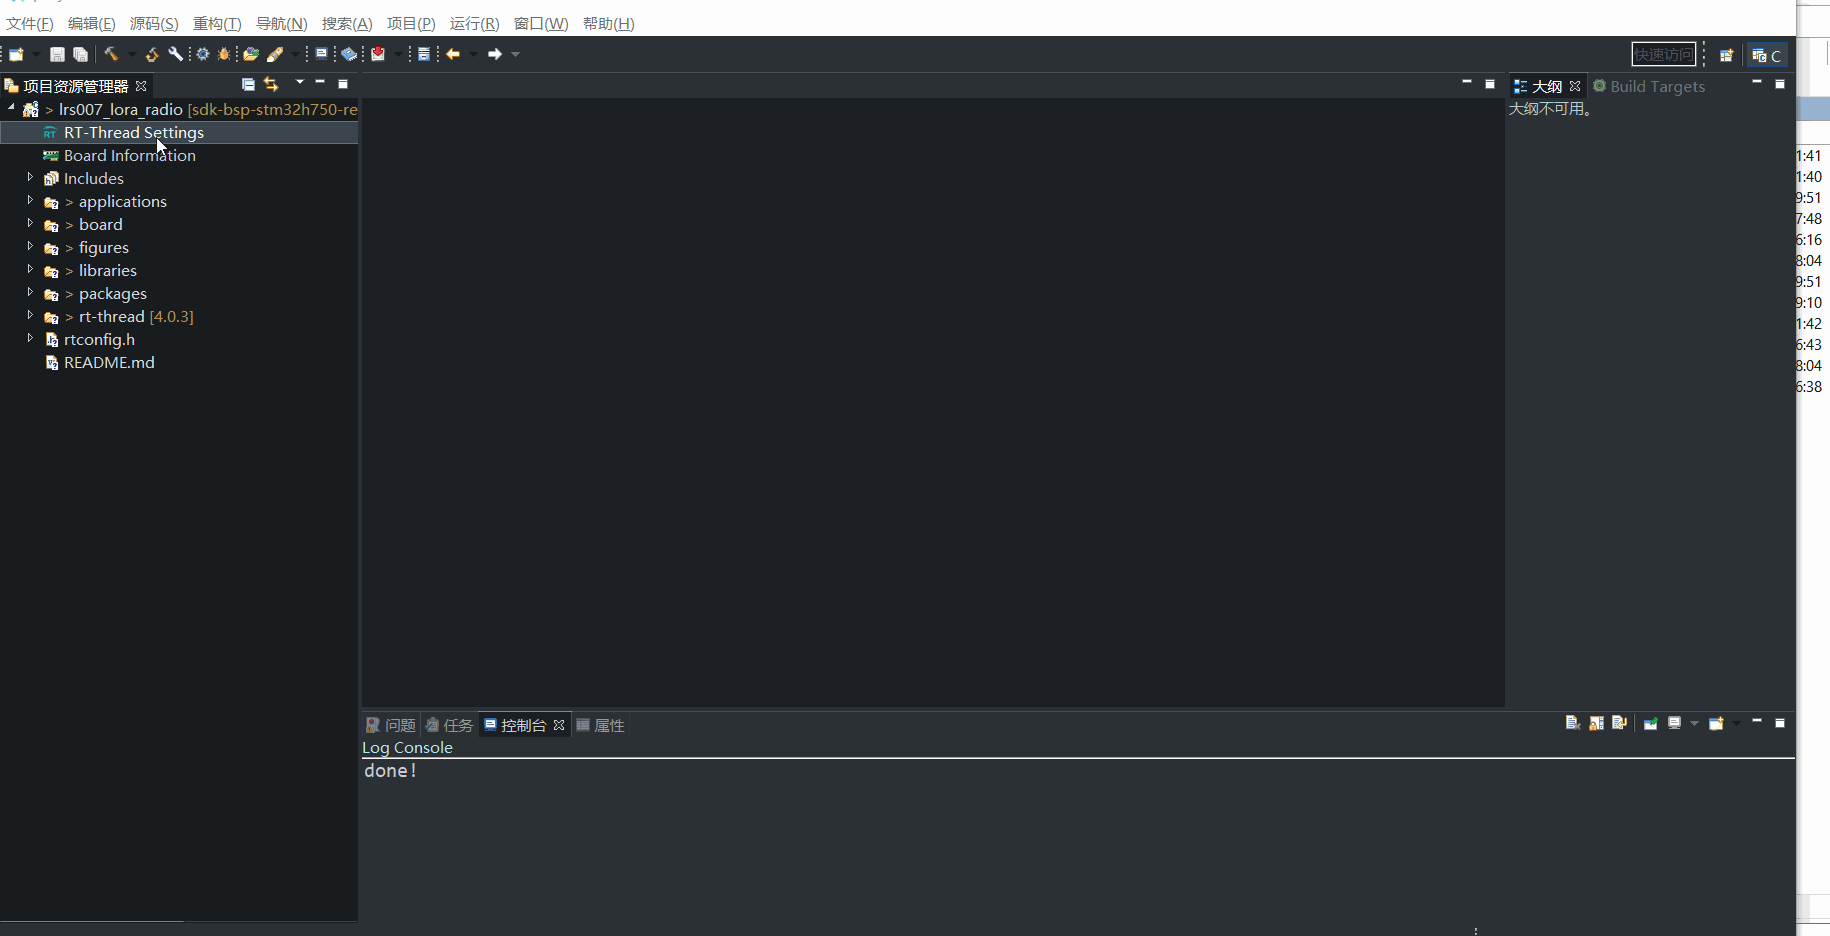 文件(F) 编辑(E) 源码(S) 重构(T) 导航(N) 搜索(A) 项目(P) 运行(R) 窗口(W) 帮助(H)
快速访问
C
项目资源管理器
> lrs007_lora_radio [sdk-bsp-stm32h750-re
RT RT-Thread Settings
Board Information
Includes
> applications
> board
> figures
> libraries
> packages
> rt-thread [4.0.3]
rtconfig.h
README.md
大纲 Build Targets
大纲不可用。
问题 任务 控制台 属性
Log Console
done!
1:41
1:40
9:51
7:48
6:16
8:04
9:51
9:10
1:42
6:43
8:04
6:38